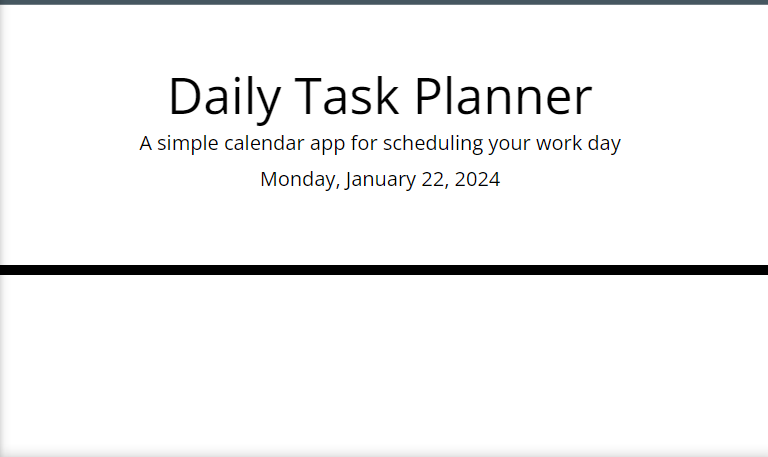 Daily Task Planner
A simple calendar app for scheduling your work day
Monday, January 22, 2024